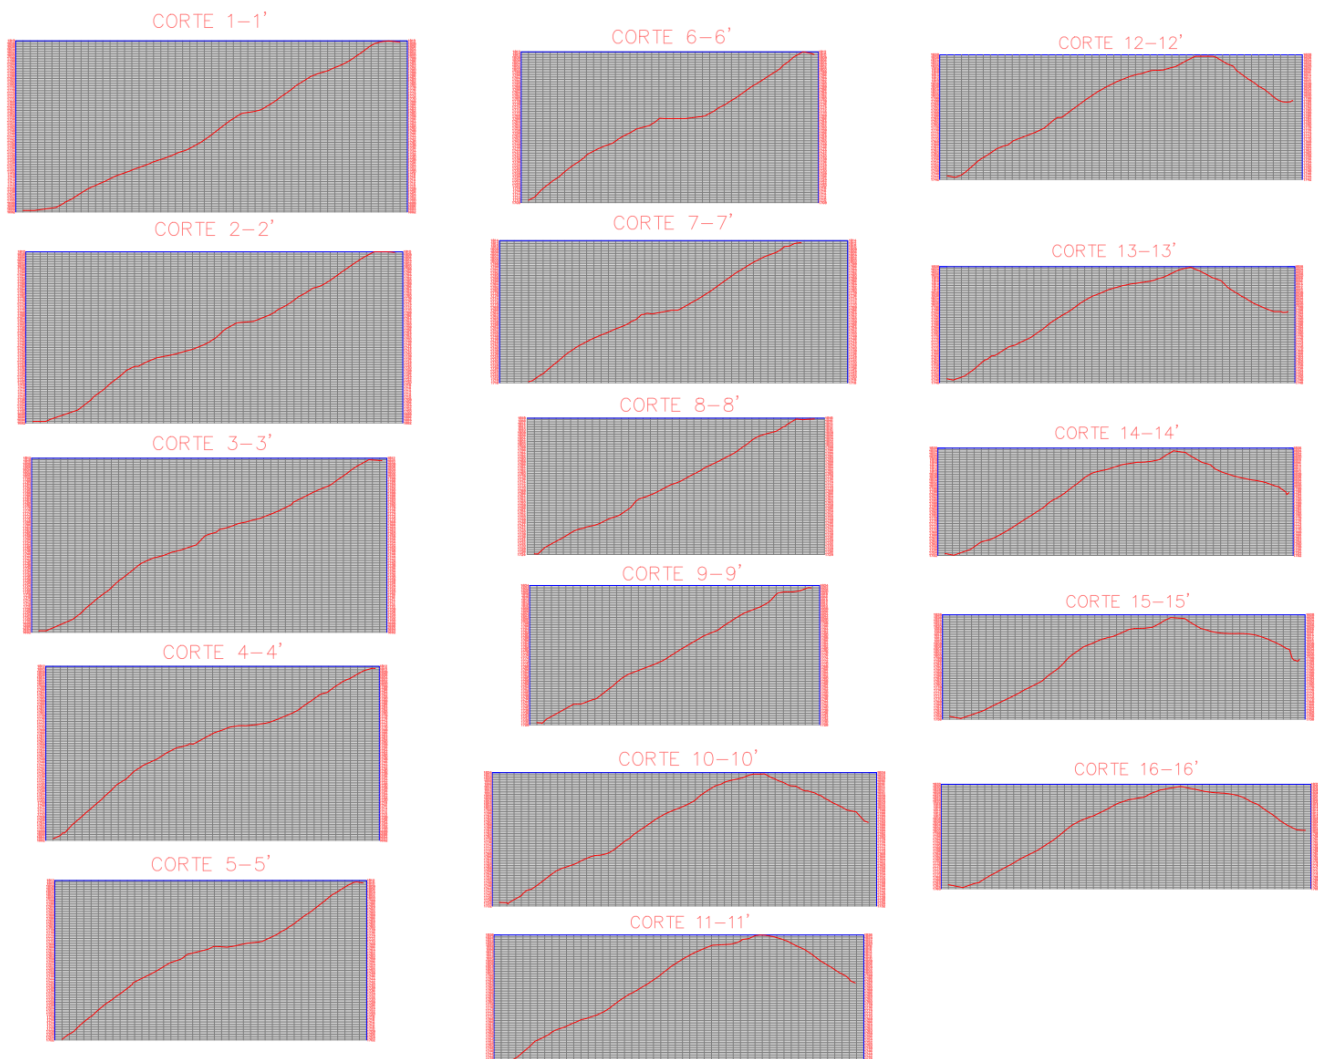 CORTE 1-1'
CORTE 2-2'
CORTE 3-3'
CORTE 4-4'
CORTE 5-5'
CORTE 6-6'
CORTE 7-7'
CORTE 8-8'
CORTE 9-9'
CORTE 10-10'
CORTE 11-11'
CORTE 12-12'
CORTE 13-13'
CORTE 14-14'
CORTE 15-15'
CORTE 16-16'